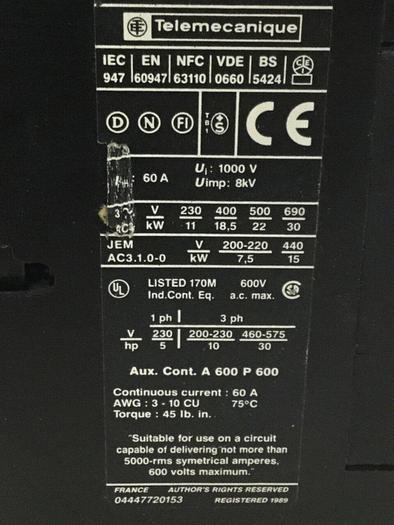 Telemecanique
IEC EN NFC VDE BS
947 60947 63110 0660 5424
D N FI S CE
: 60 A Ui : 1000 V
Uimp: 8kV
3~ V 230 400 500 690
kW 11 18,5 22 30
JEM V 200-220 440
AC3.1.0-0 kW 7,5 15
UL LISTED 170M 600V
Ind.Cont. Eq. a.c. max.
1 ph 3 ph
V 230 200-230 460-575
hp 5 10 30
Aux. Cont. A 600 P 600
Continuous current : 60 A
AWG : 3 - 10 CU 75°C
Torque : 45 lb. in.
"Suitable for use on a circuit
capable of delivering not more than
5000-rms symetrical amperes,
600 volts maximum."
FRANCE AUTHOR'S RIGHTS RESERVED
04447720153 REGISTERED 1989